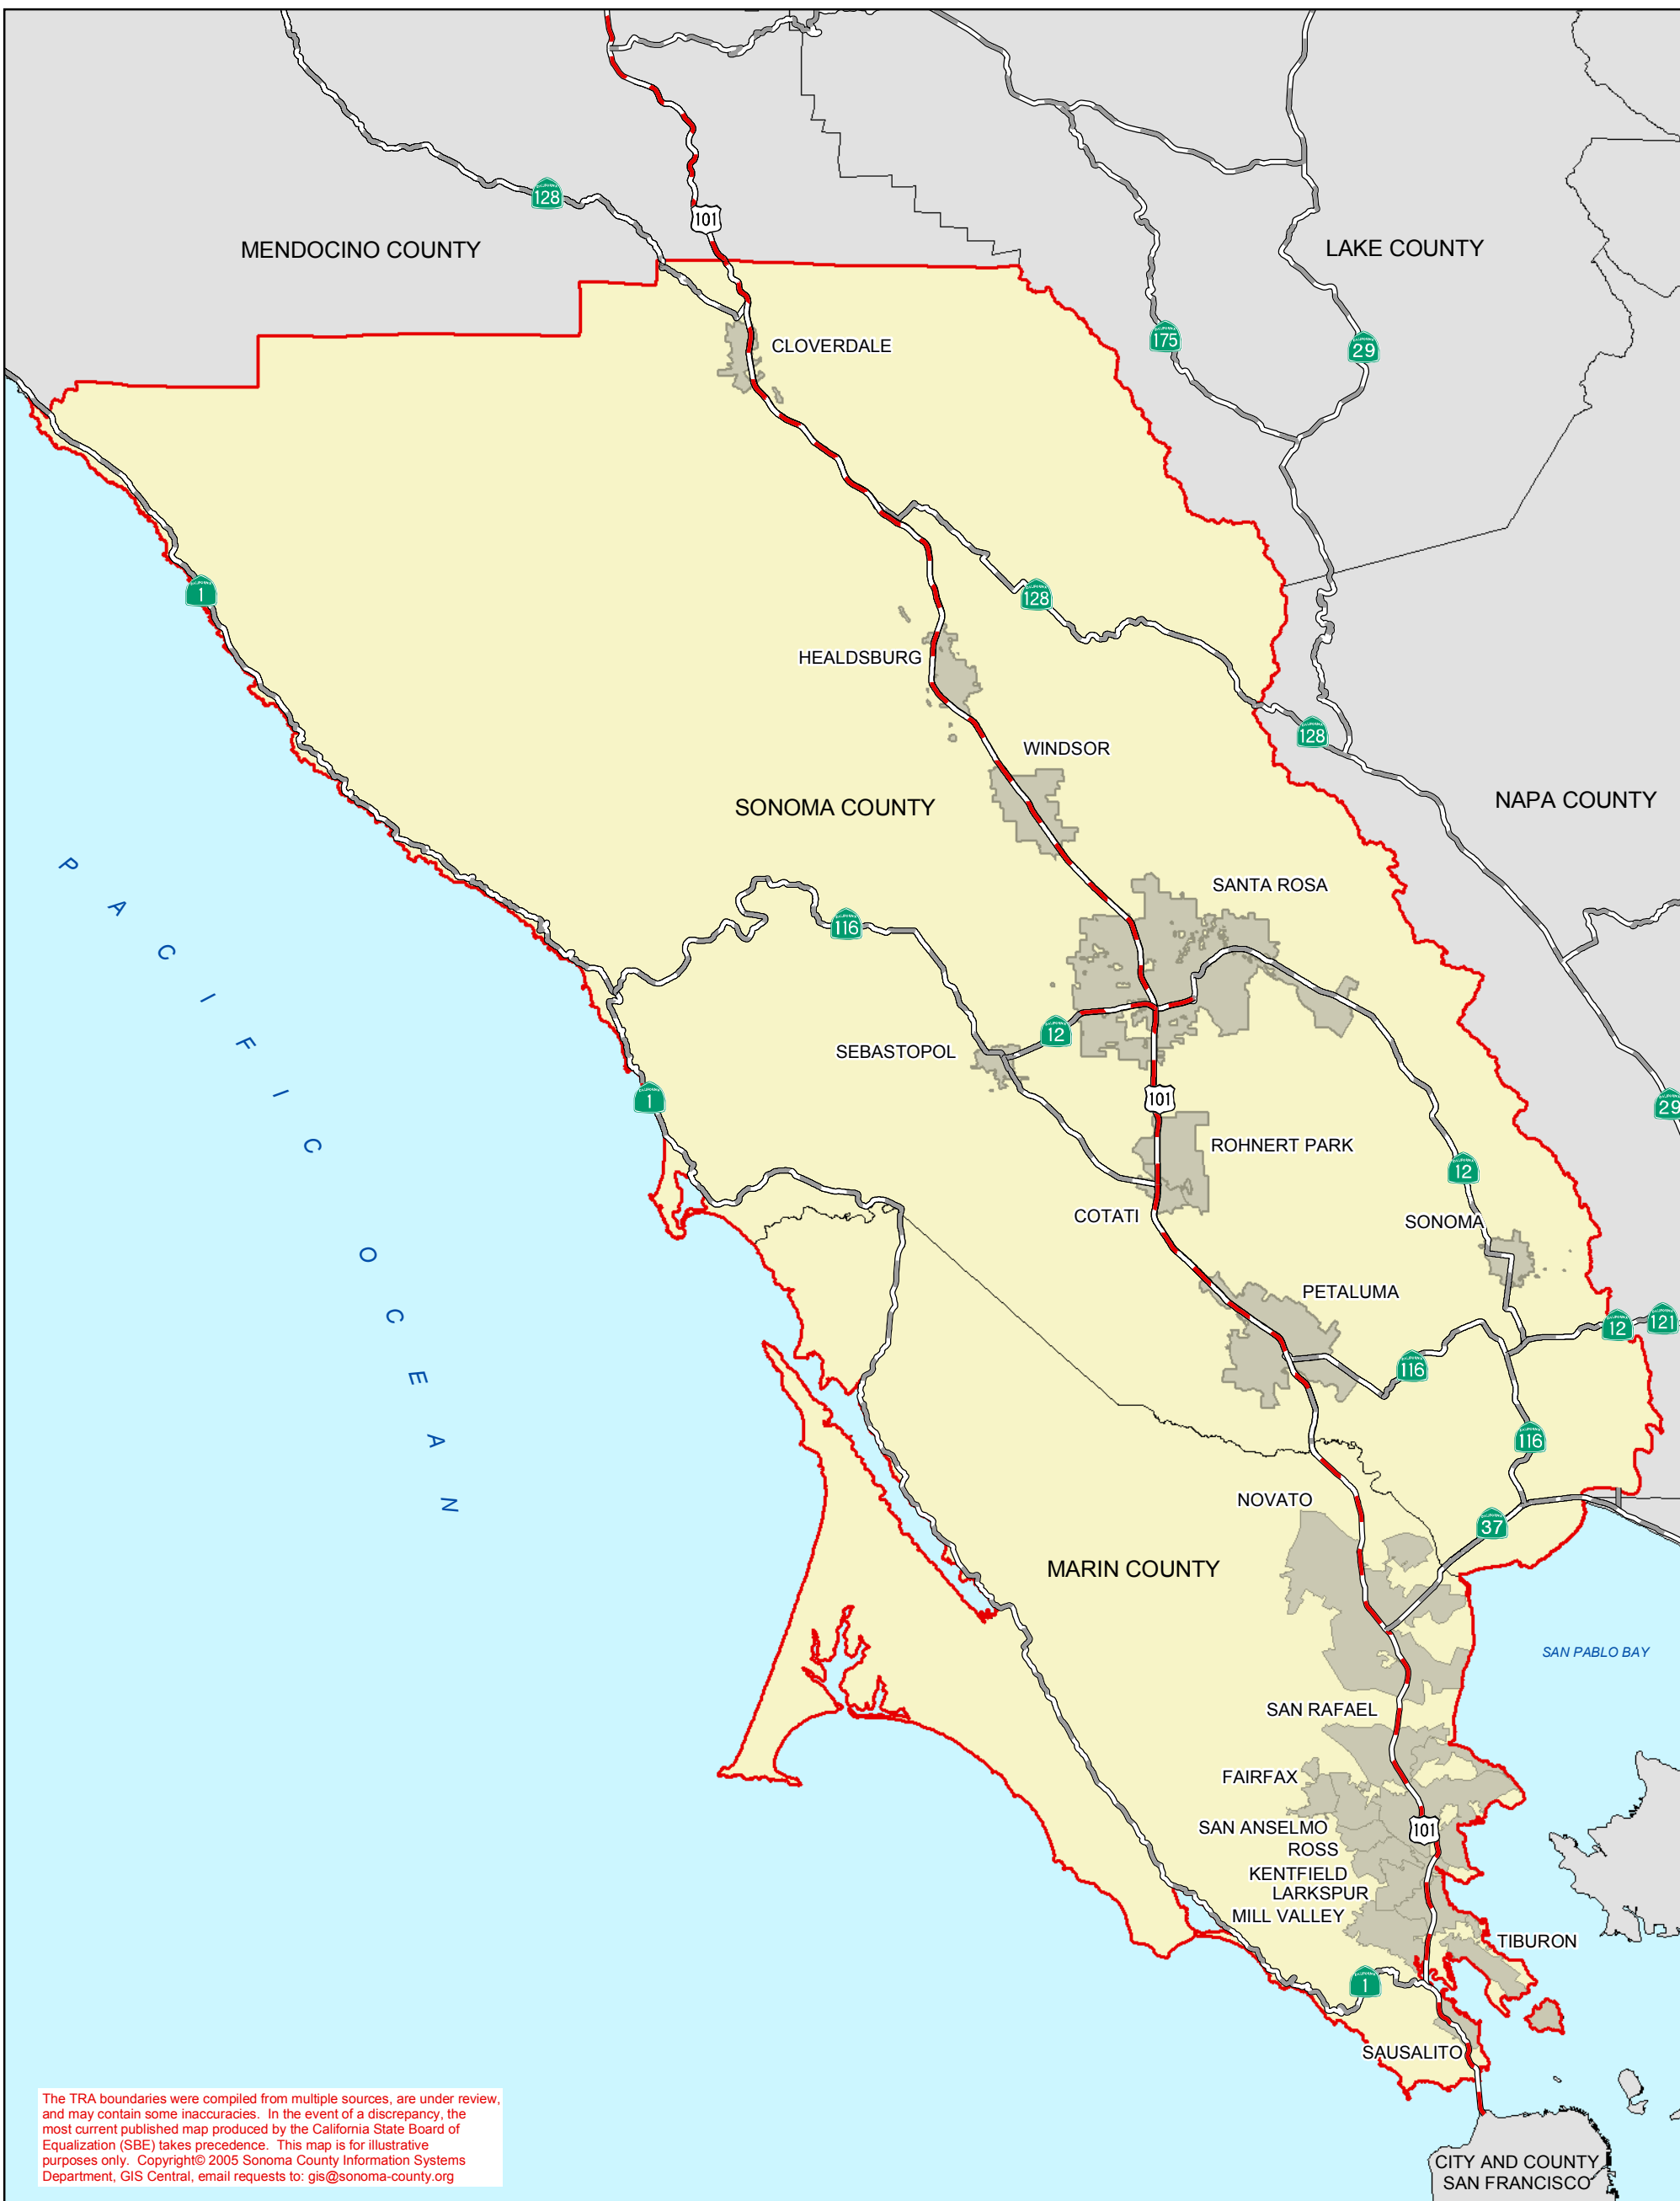 128
101
MENDOCINO COUNTY
LAKE COUNTY
175
29
CLOVERDALE
1
128
HEALDSBURG
128
WINDSOR
SONOMA COUNTY
NAPA COUNTY
PACIFIC OCEAN
SANTA ROSA
116
12
SEBASTOPOL
1
101
29
ROHNERT PARK
12
COTATI
SONOMA
PETALUMA
12
121
116
116
NOVATO
37
MARIN COUNTY
SAN PABLO BAY
SAN RAFAEL
FAIRFAX
SAN ANSELMO
101
ROSS
KENTFIELD
LARKSPUR
MILL VALLEY
TIBURON
1
SAUSALITO
The TRA boundaries were compiled from multiple sources, are under review,
and may contain some inaccuracies. In the event of a discrepancy, the
most current published map produced by the California State Board of
Equalization (SBE) takes precedence. This map is for illustrative
purposes only. Copyright© 2005 Sonoma County Information Systems
Department, GIS Central, email requests to: gis@sonoma-county.org
CITY AND COUNTY
SAN FRANCISCO